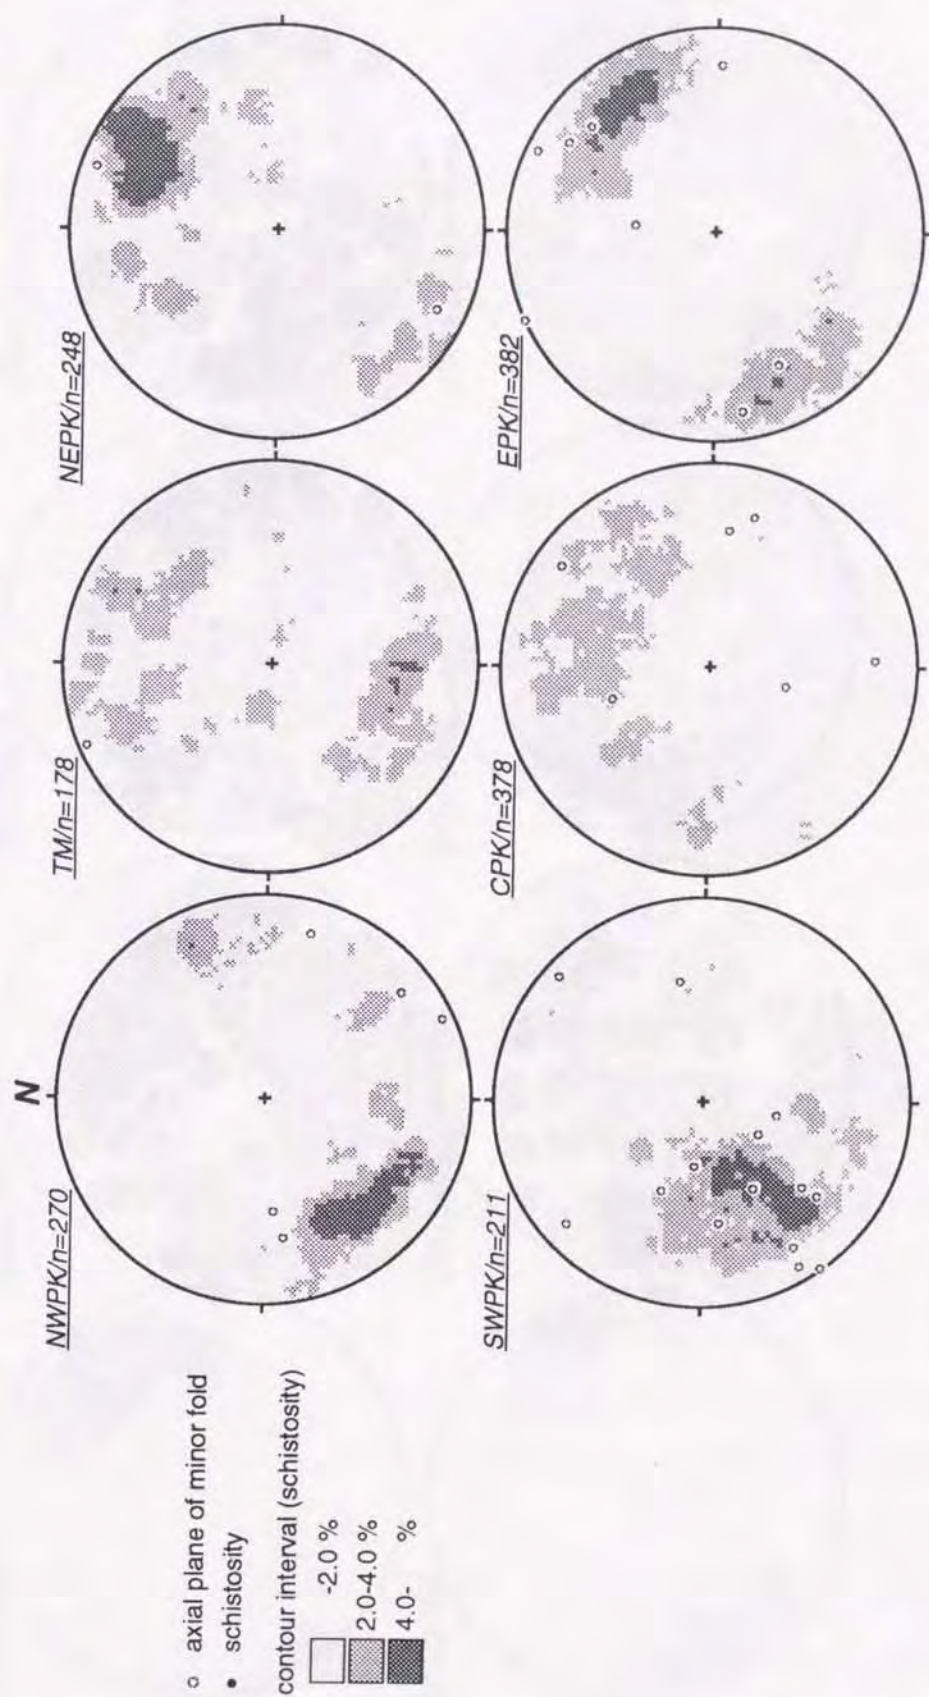 N
NWPK/n=270
TM/n=178
NEPK/n=248
SWPK/n=211
CPK/n=378
EPK/n=382
axial plane of minor fold
schistosity
contour interval (schistosity)
-2.0 %
2.0-4.0 %
4.0- %